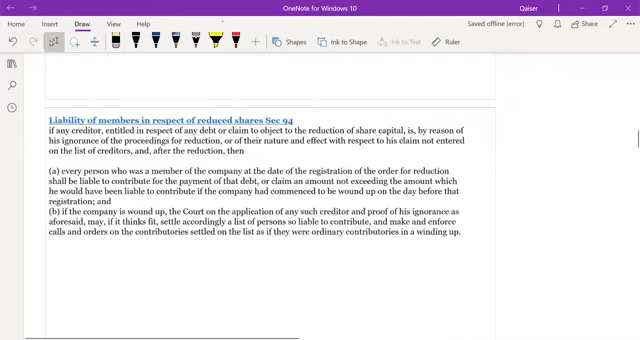 OneNote for Windows 10
Qaiser
Home Insert Draw View Help
Saved offline (error) Share
Shapes Ink to Shape Ink to Text Ruler
Liability of members in respect of reduced shares Sec 94
if any creditor, entitled in respect of any debt or claim to object to the reduction of share capital, is, by reason of
his ignorance of the proceedings for reduction, or of their nature and effect with respect to his claim not entered
on the list of creditors, and, after the reduction, then
(a) every person who was a member of the company at the date of the registration of the order for reduction
shall be liable to contribute for the payment of that debt, or claim an amount not exceeding the amount which
he would have been liable to contribute if the company had commenced to be wound up on the day before that
registration; and
(b) if the company is wound up, the Court on the application of any such creditor and proof of his ignorance as
aforesaid, may, if it thinks fit, settle accordingly a list of persons so liable to contribute, and make and enforce
calls and orders on the contributories settled on the list as if they were ordinary contributories in a winding up.